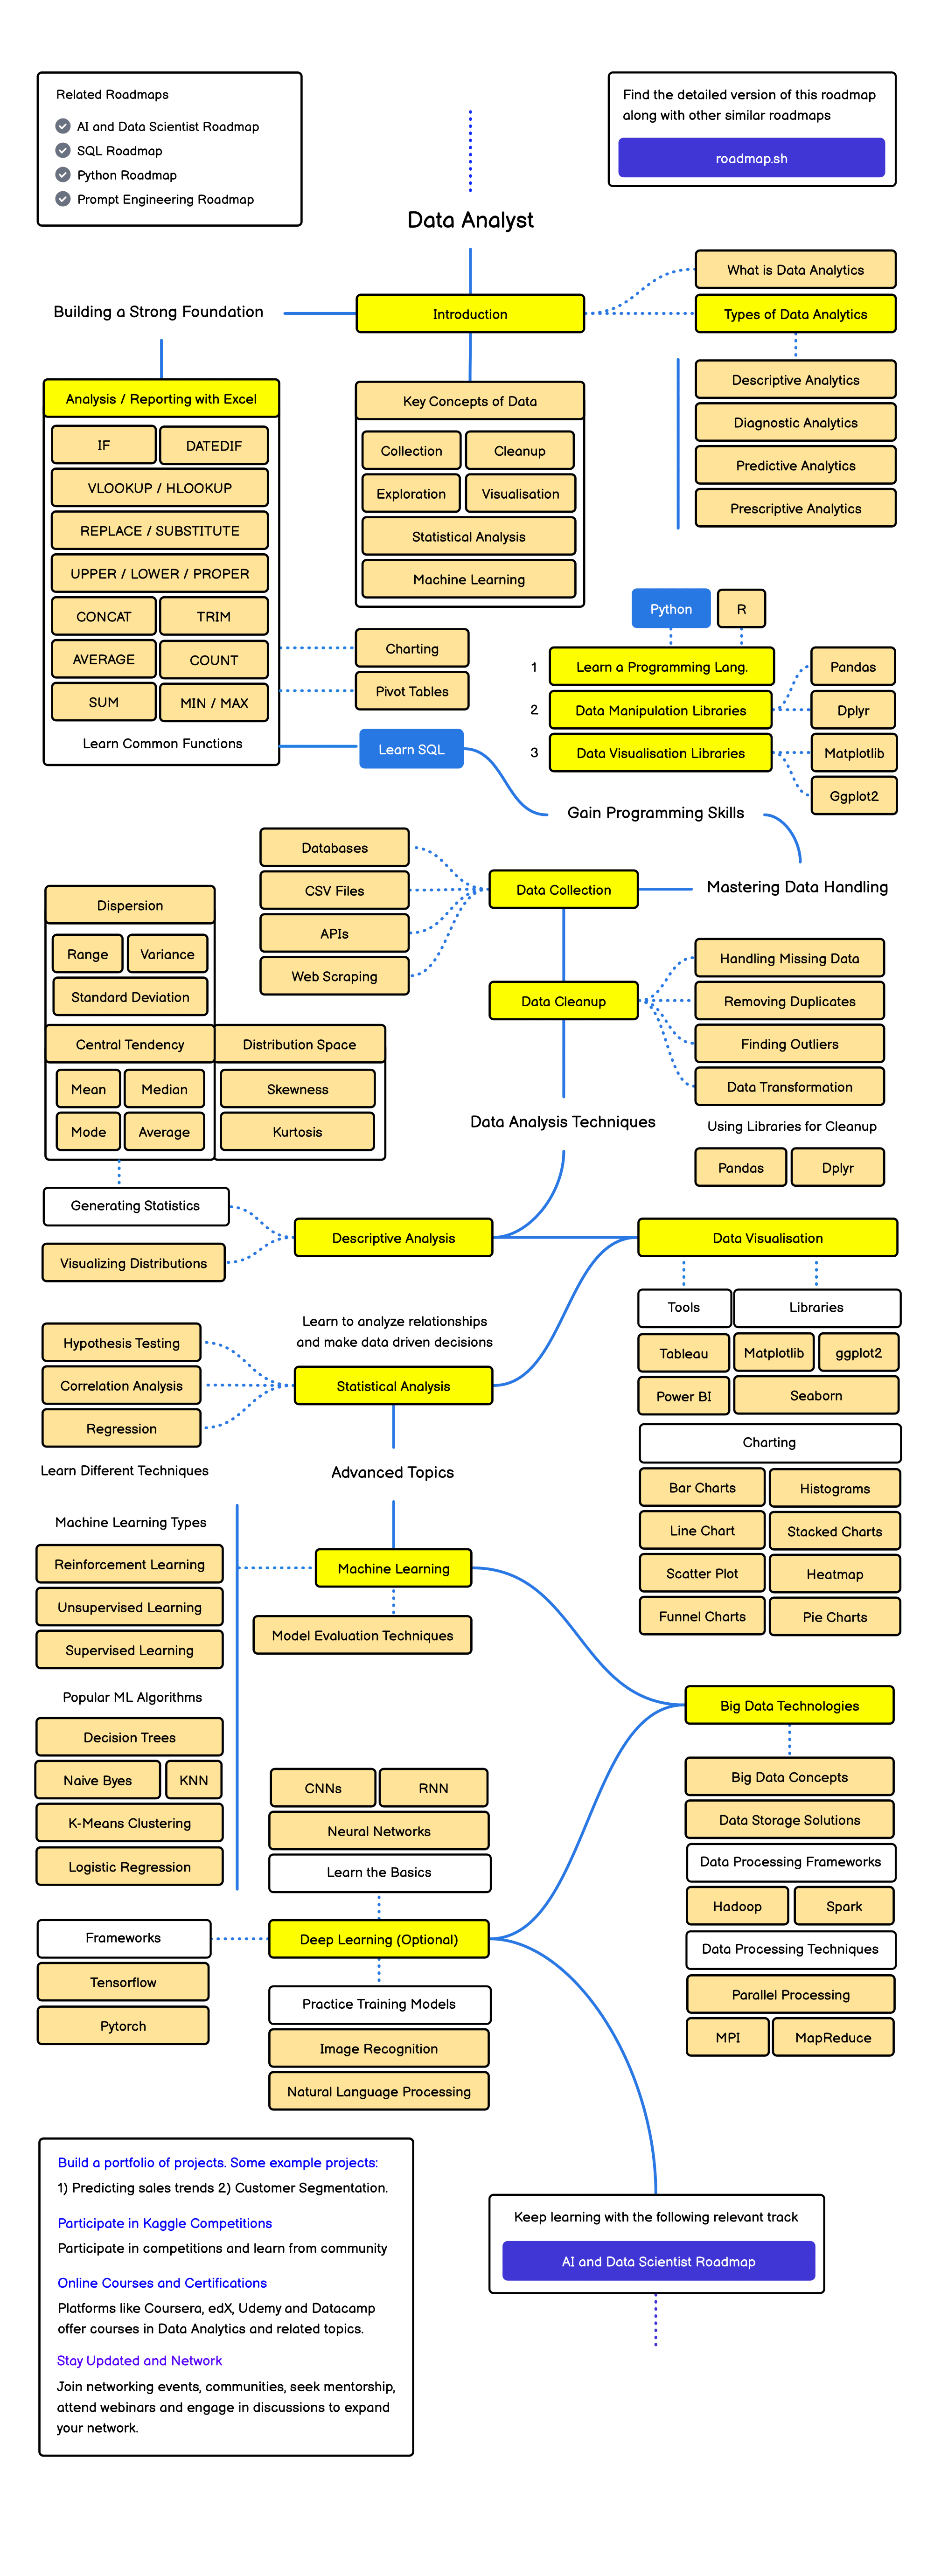 Related Roadmaps
AI and Data Scientist Roadmap
SQL Roadmap
Python Roadmap
Prompt Engineering Roadmap
Find the detailed version of this roadmap
along with other similar roadmaps
roadmap.sh
Data Analyst
What is Data Analytics
Building a Strong Foundation
Introduction
Types of Data Analytics
Descriptive Analytics
Diagnostic Analytics
Predictive Analytics
Prescriptive Analytics
Analysis / Reporting with Excel
IF
DATEDIF
VLOOKUP / HLOOKUP
REPLACE / SUBSTITUTE
UPPER / LOWER / PROPER
CONCAT
TRIM
AVERAGE
COUNT
SUM
MIN / MAX
Learn Common Functions
Key Concepts of Data
Collection
Cleanup
Exploration
Visualisation
Statistical Analysis
Machine Learning
Charting
Pivot Tables
Learn SQL
Python
R
1
Learn a Programming Lang.
2
Data Manipulation Libraries
3
Data Visualisation Libraries
Pandas
Dplyr
Matplotlib
Ggplot2
Gain Programming Skills
Mastering Data Handling
Data Collection
Databases
CSV Files
APIs
Web Scraping
Data Cleanup
Handling Missing Data
Removing Duplicates
Finding Outliers
Data Transformation
Using Libraries for Cleanup
Pandas
Dplyr
Dispersion
Range
Variance
Standard Deviation
Central Tendency
Distribution Space
Mean
Median
Mode
Average
Skewness
Kurtosis
Data Analysis Techniques
Generating Statistics
Visualizing Distributions
Descriptive Analysis
Data Visualisation
Tools
Libraries
Tableau
Matplotlib
ggplot2
Power BI
Seaborn
Charting
Bar Charts
Histograms
Line Chart
Stacked Charts
Scatter Plot
Heatmap
Funnel Charts
Pie Charts
Learn to analyze relationships
and make data driven decisions
Statistical Analysis
Hypothesis Testing
Correlation Analysis
Regression
Learn Different Techniques
Advanced Topics
Machine Learning
Model Evaluation Techniques
Machine Learning Types
Reinforcement Learning
Unsupervised Learning
Supervised Learning
Popular ML Algorithms
Decision Trees
Naive Byes
KNN
K-Means Clustering
Logistic Regression
Big Data Technologies
Big Data Concepts
Data Storage Solutions
Data Processing Frameworks
Hadoop
Spark
Data Processing Techniques
Parallel Processing
MPI
MapReduce
CNNs
RNN
Neural Networks
Learn the Basics
Deep Learning (Optional)
Frameworks
Tensorflow
Pytorch
Practice Training Models
Image Recognition
Natural Language Processing
Build a portfolio of projects. Some example projects:
1) Predicting sales trends 2) Customer Segmentation.
Participate in Kaggle Competitions
Participate in competitions and learn from community
Online Courses and Certifications
Platforms like Coursera, edX, Udemy and Datacamp
offer courses in Data Analytics and related topics.
Stay Updated and Network
Join networking events, communities, seek mentorship,
attend webinars and engage in discussions to expand
your network.
Keep learning with the following relevant track
AI and Data Scientist Roadmap